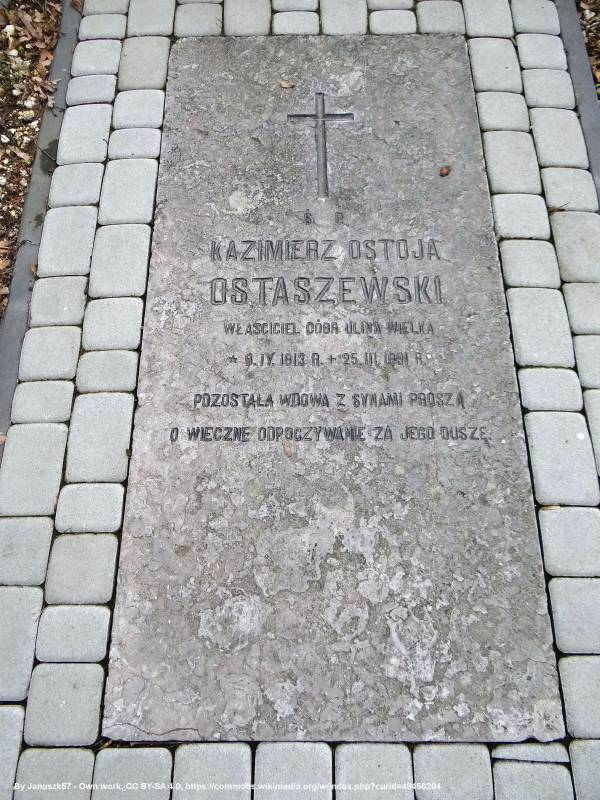 Ś. P.
KAZIMIERZ OSTOJA
OSTASZEWSKI
WŁAŚCICIEL DÓBR ULINA WIELKA
* 9. IV. 1813 R. + 25. III. 1881 R.
POZOSTAŁA WDOWA Z SYNAMI PROSZĄ
O WIECZNE ODPOCZYWANIE ZA JEGO DUSZĘ.
By Januszk57 - Own work, CC BY-SA 4.0, https://commons.wikimedia.org/w/index.php?curid=48450204